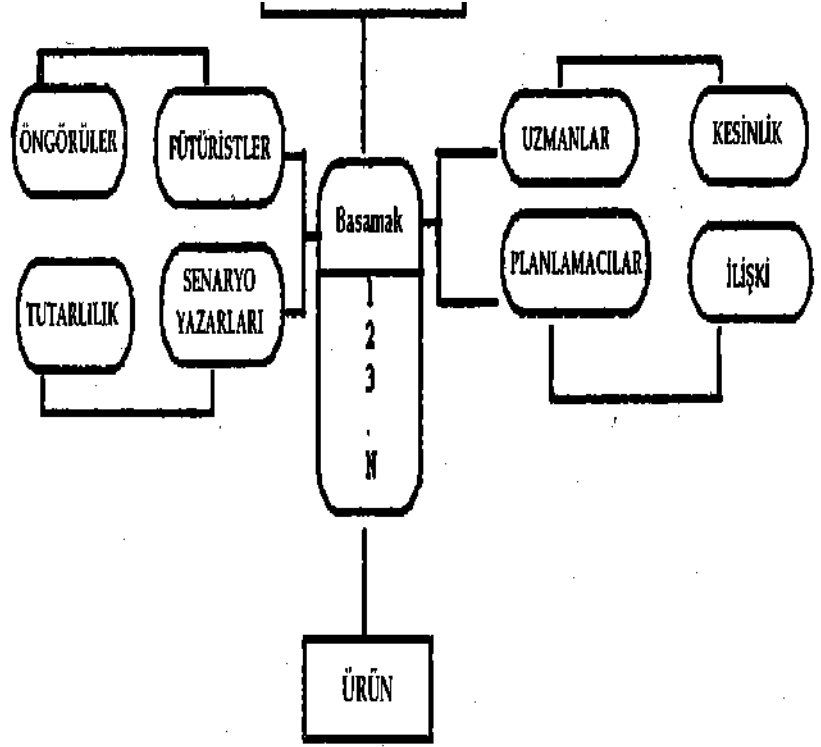 ÖNGÖRÜLER
FÜTÜRİSTLER
UZMANLAR
KESİNLİK
Basamak
TUTARLILIK
SENARYO
YAZARLARI
PLANLAMACILAR
İLİŞKİ
1
2
3
.
N
ÜRÜN